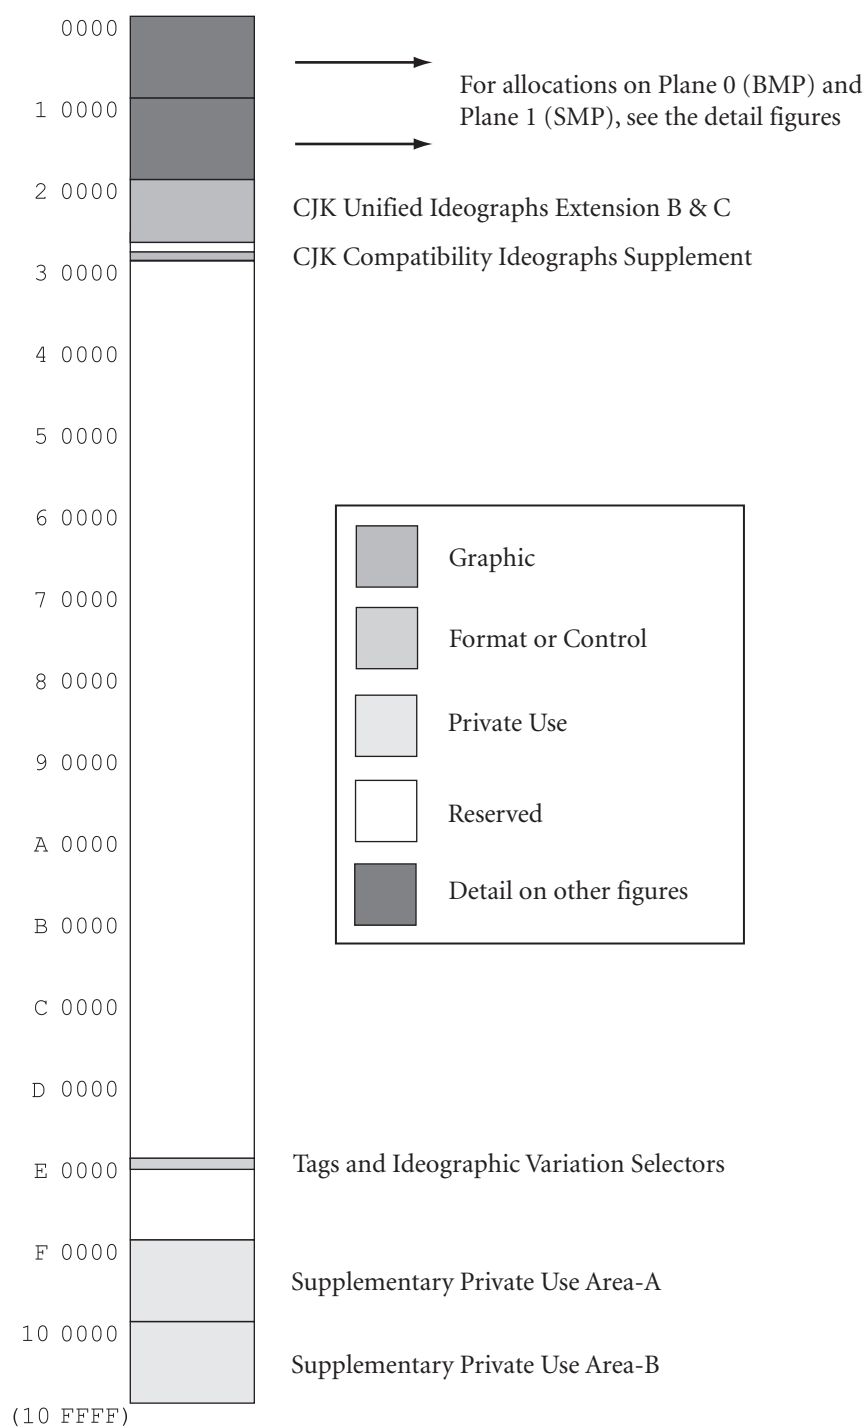 0000
For allocations on Plane 0 (BMP) and
1 0000
Plane 1 (SMP), see the detail figures
2 0000
CJK Unified Ideographs Extension B & C
CJK Compatibility Ideographs Supplement
3 0000
4 0000
5 0000
6 0000
Graphic
7 0000
Format or Control
8 0000
Private Use
9 0000
Reserved
A 0000
Detail on other figures
B 0000
C 0000
D 0000
Tags and Ideographic Variation Selectors
E 0000
F 0000
Supplementary Private Use Area-A
10 0000
Supplementary Private Use Area-B
(10 FFFF)